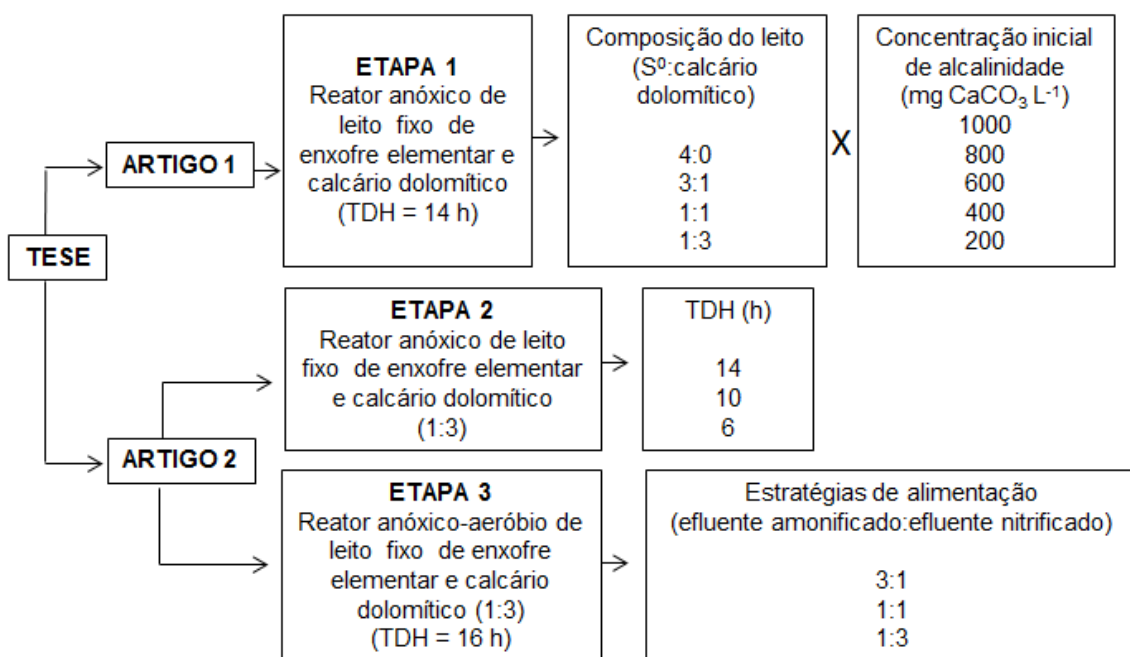 TESE
ARTIGO 1
ETAPA 1
Reator anóxico de
leito fixo de
enxofre elementar e
calcário dolomítico
(TDH = 14 h)
Composição do leito
(S⁰:calcário
dolomítico)
4:0
3:1
1:1
1:3
X
Concentração inicial
de alcalinidade
(mg CaCO₃ L⁻¹)
1000
800
600
400
200
ARTIGO 2
ETAPA 2
Reator anóxico de leito
fixo de enxofre elementar
e calcário dolomítico
(1:3)
TDH (h)
14
10
6
ETAPA 3
Reator anóxico-aeróbio de
leito fixo de enxofre
elementar e calcário
dolomítico (1:3)
(TDH = 16 h)
Estratégias de alimentação
(efluente amonificado:efluente nitrificado)
3:1
1:1
1:3